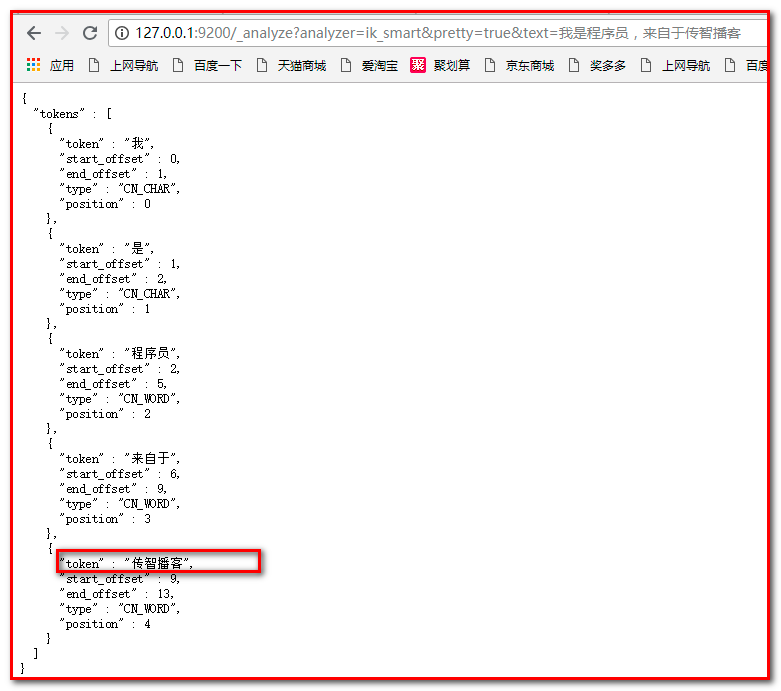 127.0.0.1:9200/_analyze?analyzer=ik_smart&pretty=true&text=我是程序员，来自于传智播客
应用 上网导航 百度一下 天猫商城 爱淘宝 聚 聚划算 京东商城 奖多多 上网导航 百度
{
"tokens" : [
{
"token" : "我",
"start_offset" : 0,
"end_offset" : 1,
"type" : "CN_CHAR",
"position" : 0
},
{
"token" : "是",
"start_offset" : 1,
"end_offset" : 2,
"type" : "CN_CHAR",
"position" : 1
},
{
"token" : "程序员",
"start_offset" : 2,
"end_offset" : 5,
"type" : "CN_WORD",
"position" : 2
},
{
"token" : "来自于",
"start_offset" : 6,
"end_offset" : 9,
"type" : "CN_WORD",
"position" : 3
},
{
"token" : "传智播客",
"start_offset" : 9,
"end_offset" : 13,
"type" : "CN_WORD",
"position" : 4
}
]
}